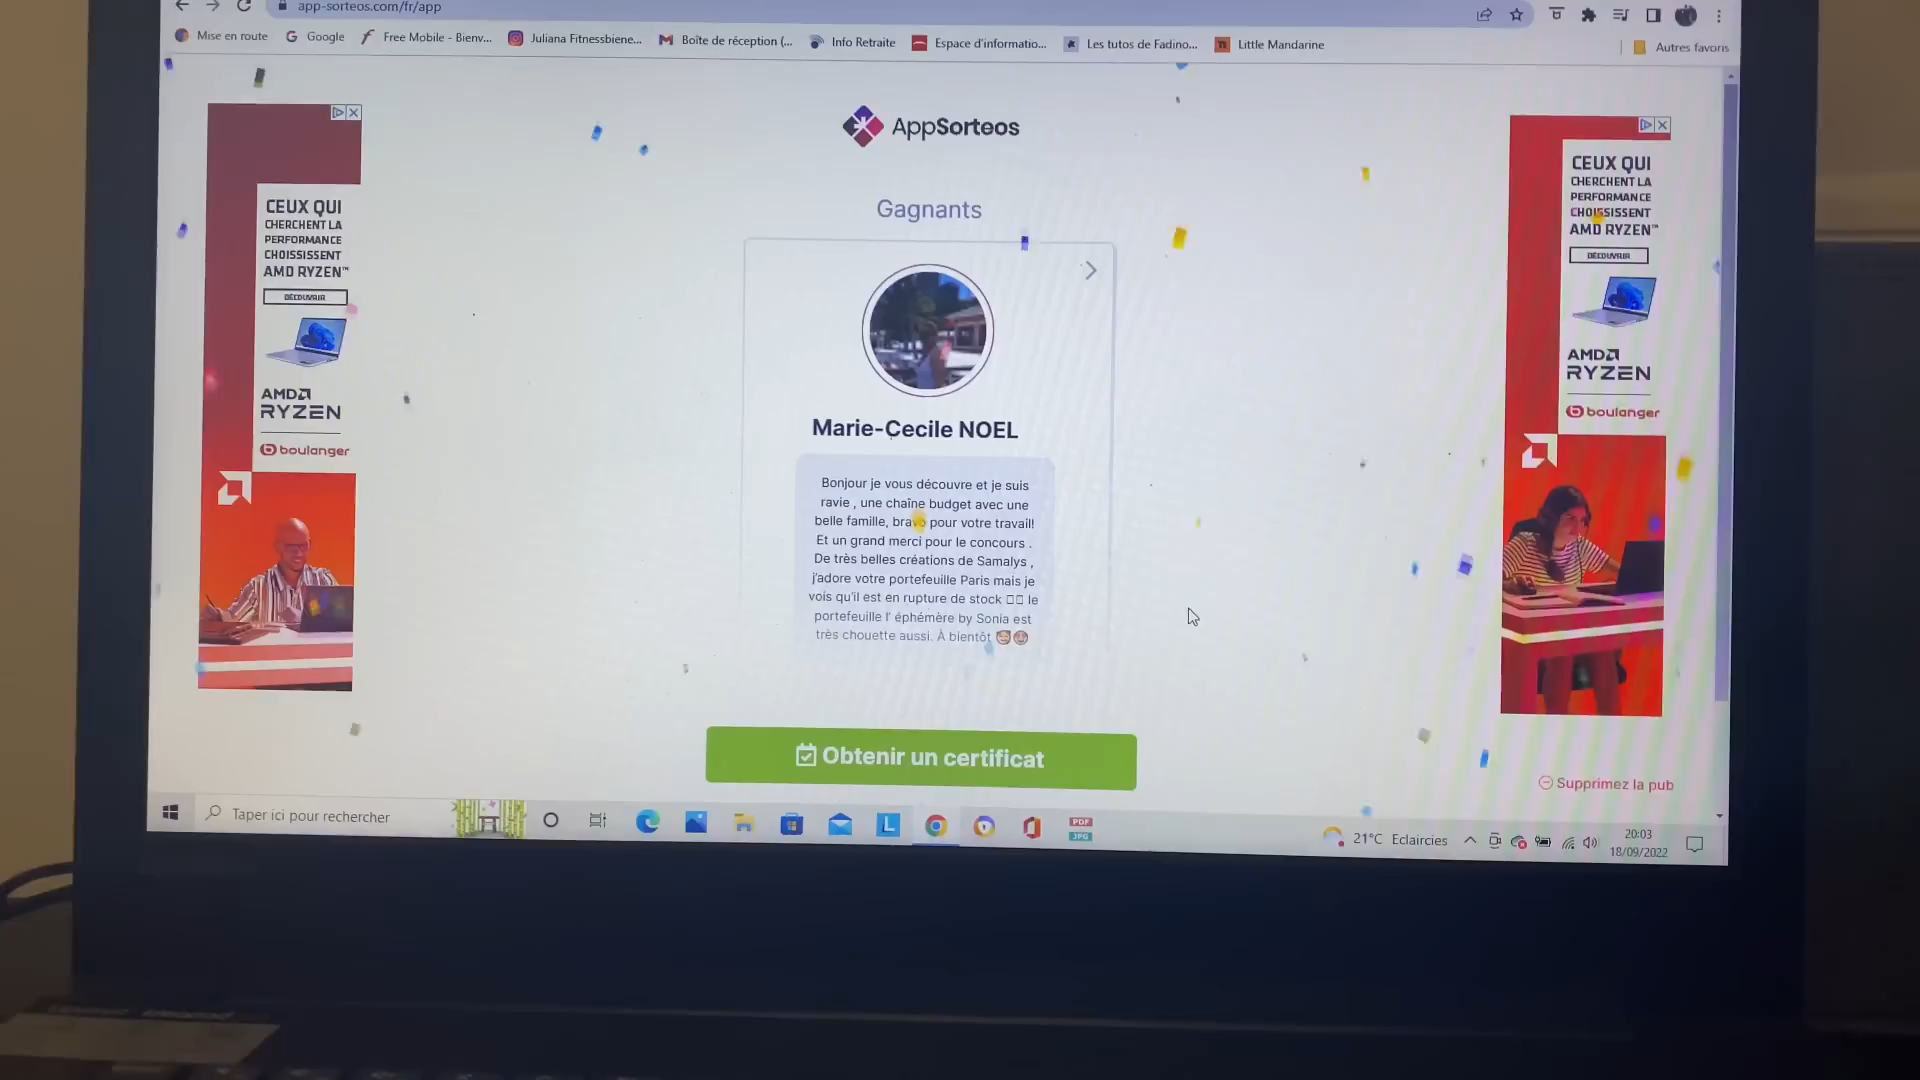 app-sorteos.com/fr/app
Mise en route
Google
Free Mobile - Bienv...
Juliana Fitnessbiene...
Boîte de réception (...
Info Retraite
Espace d'informatio...
Les tutos de Fadino...
Little Mandarine
Autres favoris
AppSorteos
Gagnants
Marie-Cecile NOEL
Bonjour je vous découvre et je suis
ravie , une chaîne budget avec une
belle famille, bravo pour votre travail!
Et un grand merci pour le concours .
De très belles créations de Samalys ,
j'adore votre portefeuille Paris mais je
vois qu'il est en rupture de stock le
portefeuille l' éphémère by Sonia est
très chouette aussi. À bientôt
Obtenir un certificat
CEUX QUI
CHERCHENT LA
PERFORMANCE
CHOISSISSENT
AMD RYZEN™
DÉCOUVRIR
AMD
RYZEN
boulanger
CEUX QUI
CHERCHENT LA
PERFORMANCE
CHOISSISSENT
AMD RYZEN™
DÉCOUVRIR
AMD
RYZEN
boulanger
Supprimez la pub
Taper ici pour rechercher
L
PDF
JPG
21°C Eclaircies
20:03
18/09/2022